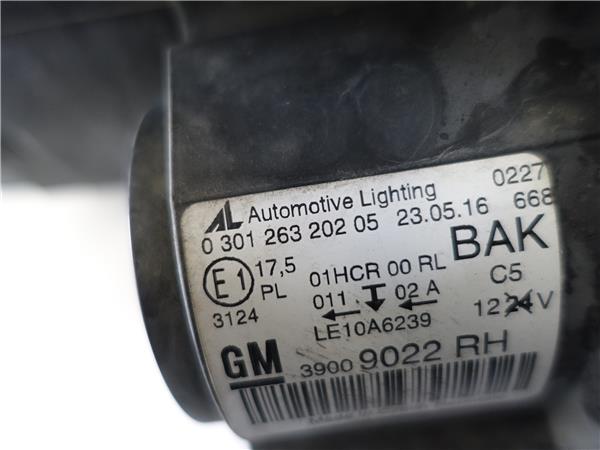 AL Automotive Lighting 0227
0 301 263 202 05 23.05.16 668
E1 17,5 01HCR 00 RL BAK
PL 011 02 A C5
3124 LE10A6239 12 24 V
GM 3900 9022 RH